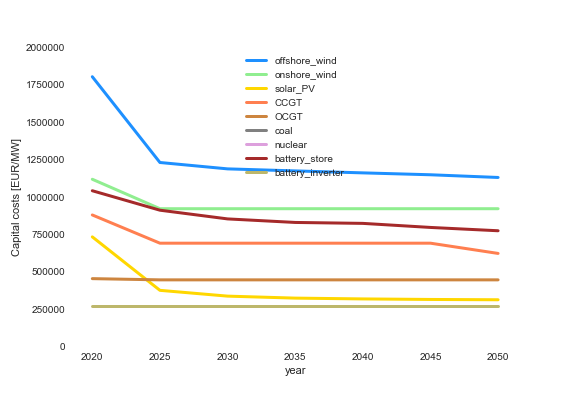 2000000
1750000
1500000
1250000
1000000
750000
500000
250000
0
Capital costs [EUR/MW]
offshore_wind
onshore_wind
solar_PV
CCGT
OCGT
coal
nuclear
battery_store
battery_inverter
2020 2025 2030 2035 2040 2045 2050
year